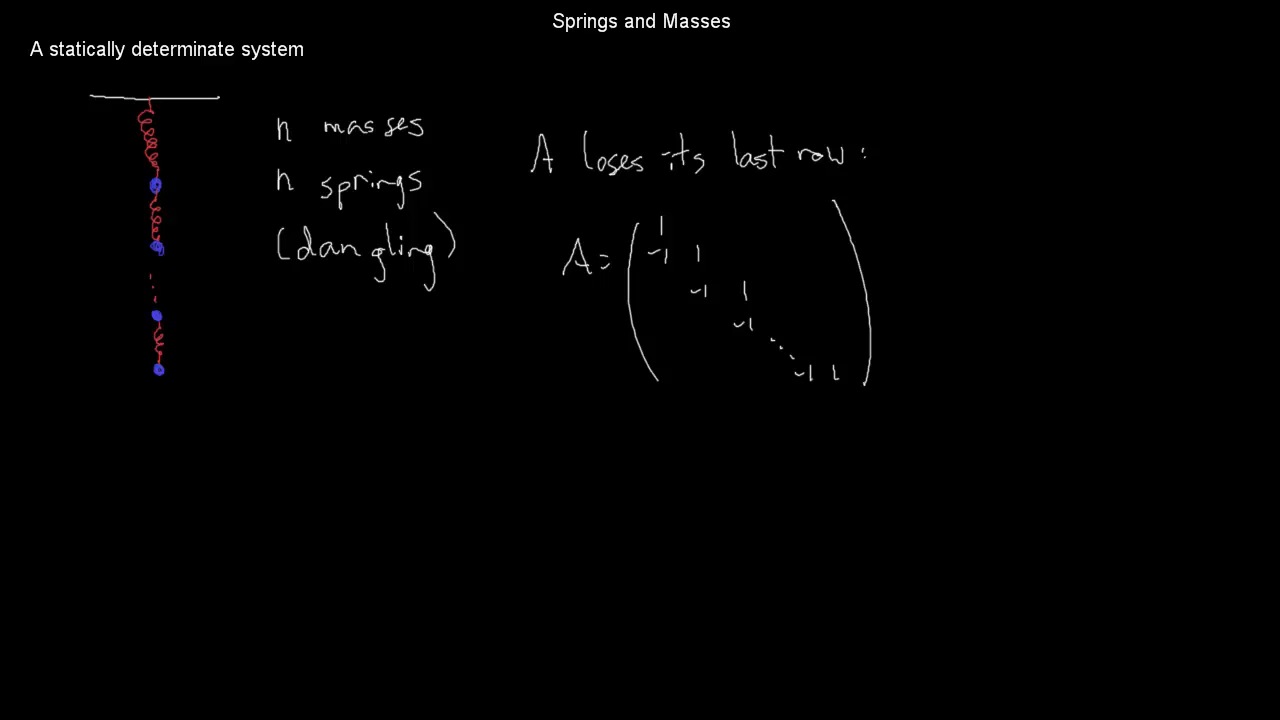 Springs and Masses
A statically determinate system
n masses
n springs
(dangling)
A loses its last row:
A = (
1
-1 1
-1 1
-1
⋱
-1 1
)